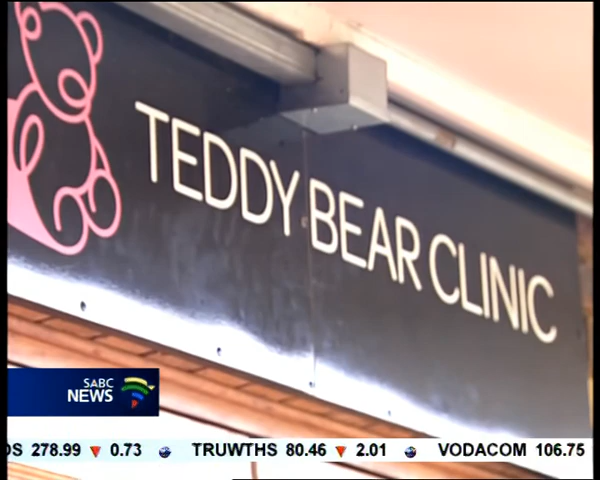 TEDDY BEAR CLINIC
SABC
NEWS
DS 278.99 ▼ 0.73 TRUWTHS 80.46 ▼ 2.01 VODACOM 106.75